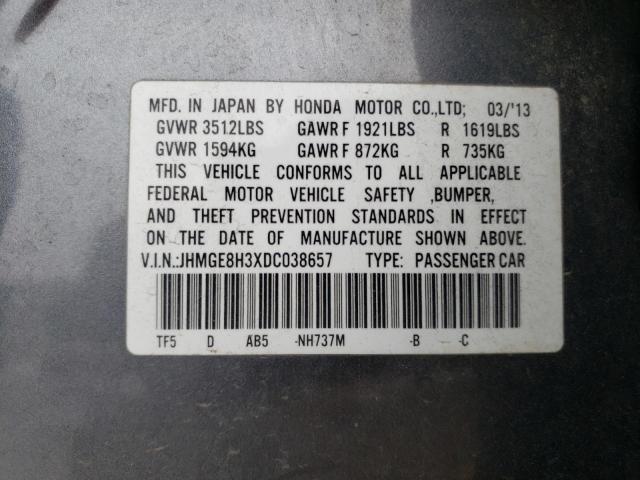 MFD. IN JAPAN BY HONDA MOTOR CO.,LTD; 03/'13
GVWR 3512LBS GAWR F 1921LBS R 1619LBS
GVWR 1594KG GAWR F 872KG R 735KG
THIS VEHICLE CONFORMS TO ALL APPLICABLE
FEDERAL MOTOR VEHICLE SAFETY ,BUMPER,
AND THEFT PREVENTION STANDARDS IN EFFECT
ON THE DATE OF MANUFACTURE SHOWN ABOVE.
V.I.N.:JHMGE8H3XDC038657 TYPE: PASSENGER CAR
TF5 D AB5 -NH737M -B -C